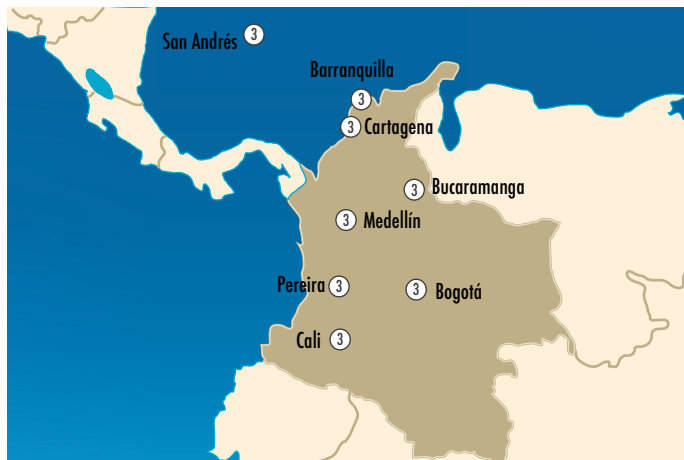 San Andrés 3
Barranquilla
3
3 Cartagena
3 Bucaramanga
3 Medellín
Pereira 3
3 Bogotá
Cali 3